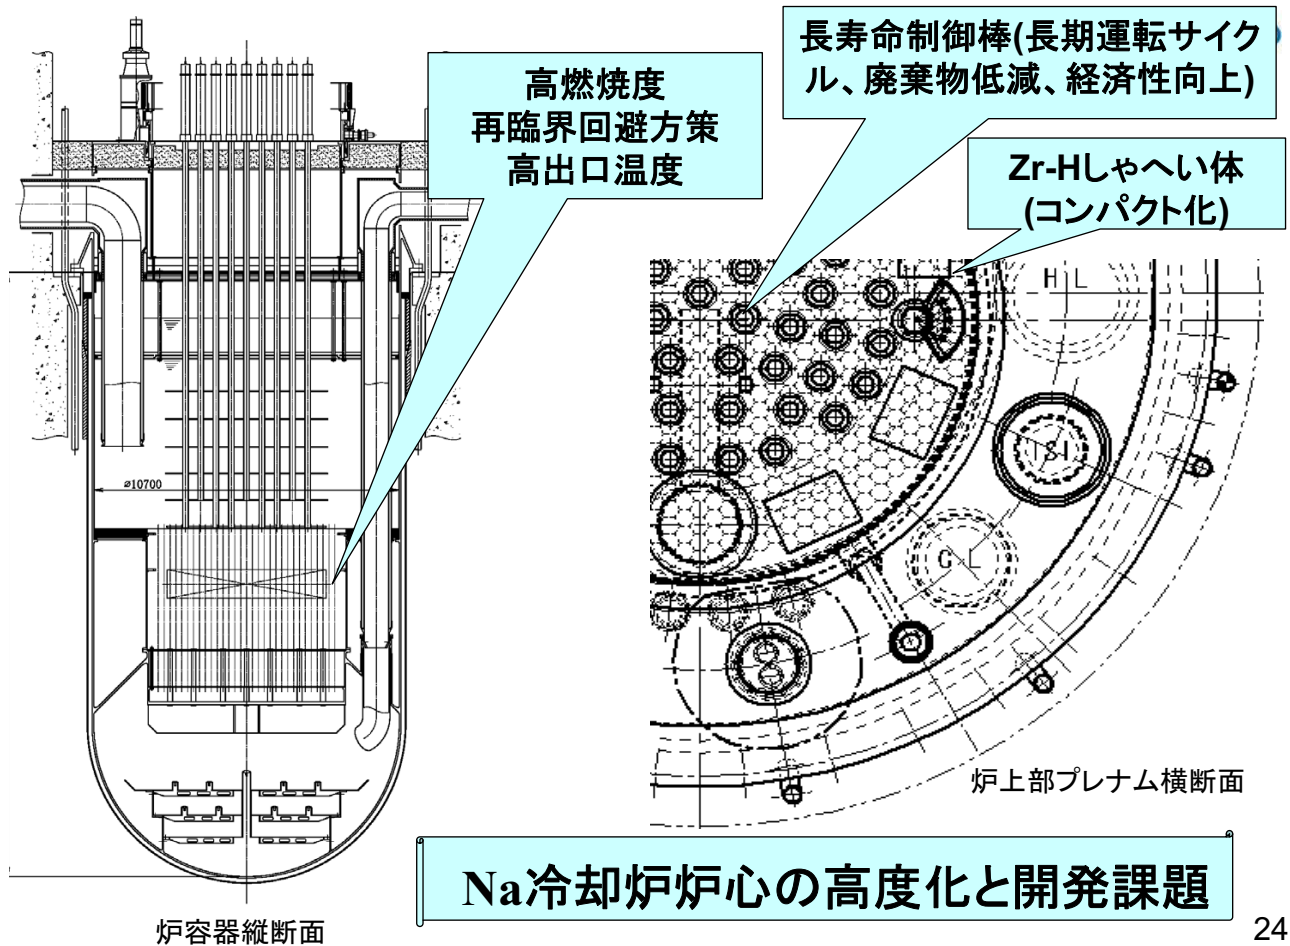 長寿命制御棒(長期運転サイク
ル、廃棄物低減、経済性向上)
高燃焼度
再臨界回避方策
高出口温度
Zr-Hしゃへい体
(コンパクト化)
H L
ISI
C L
⌀10700
炉上部プレナム横断面
Na冷却炉炉心の高度化と開発課題
炉容器縦断面
24